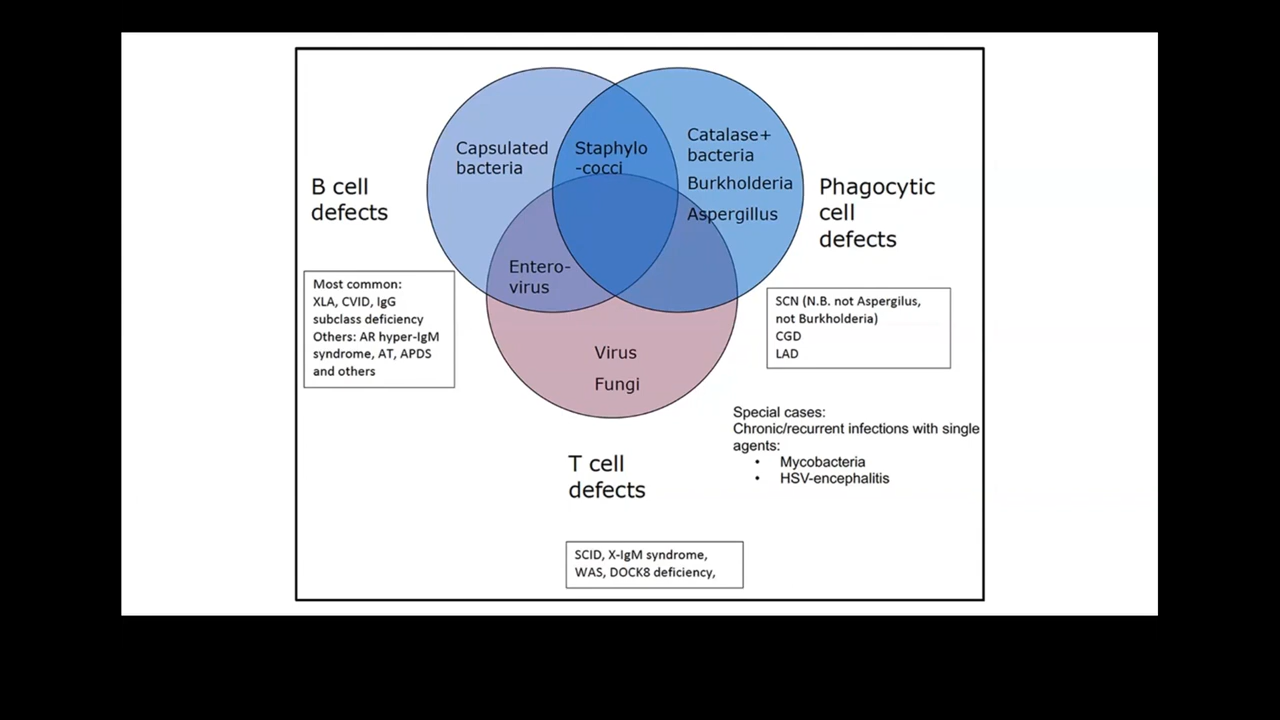 Capsulated
bacteria
Staphylo
-cocci
Catalase+
bacteria
Burkholderia
Aspergillus
B cell
defects
Phagocytic
cell
defects
Entero-
virus
Most common:
XLA, CVID, IgG
subclass deficiency
Others: AR hyper-IgM
syndrome, AT, APDS
and others
SCN (N.B. not Aspergilus,
not Burkholderia)
CGD
LAD
Virus
Fungi
Special cases:
Chronic/recurrent infections with single
agents:
• Mycobacteria
• HSV-encephalitis
T cell
defects
SCID, X-IgM syndrome,
WAS, DOCK8 deficiency,